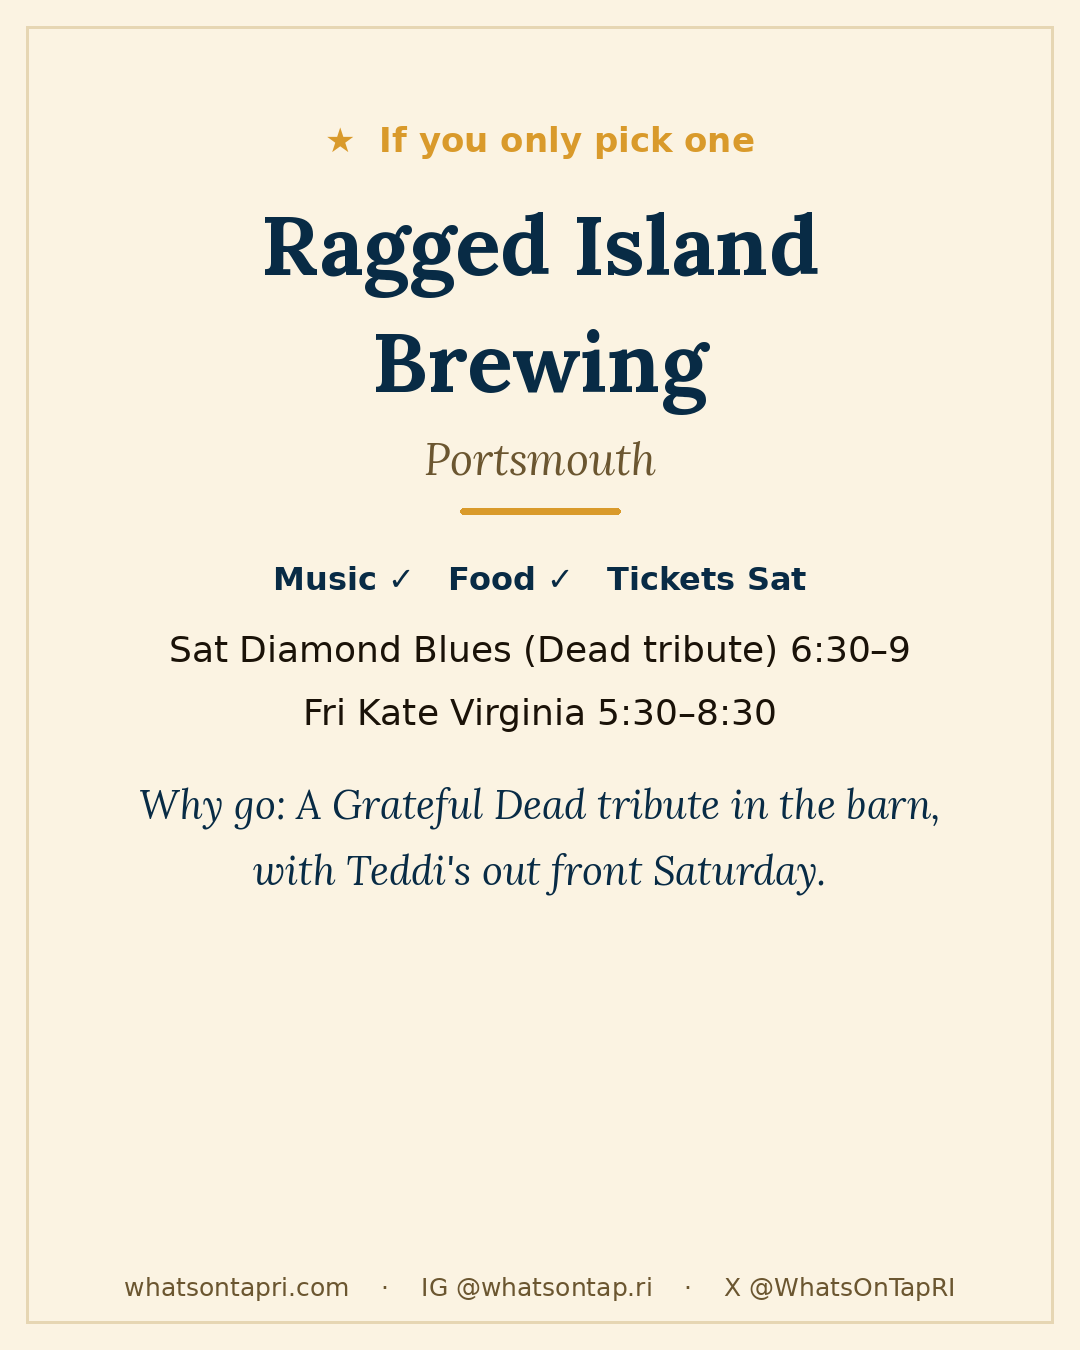 ★ If you only pick one
Ragged Island
Brewing
Portsmouth
Music ✓ Food ✓ Tickets Sat
Sat Diamond Blues (Dead tribute) 6:30–9
Fri Kate Virginia 5:30–8:30
Why go: A Grateful Dead tribute in the barn,
with Teddi's out front Saturday.
whatsontapri.com · IG @whatsontap.ri · X @WhatsOnTapRI